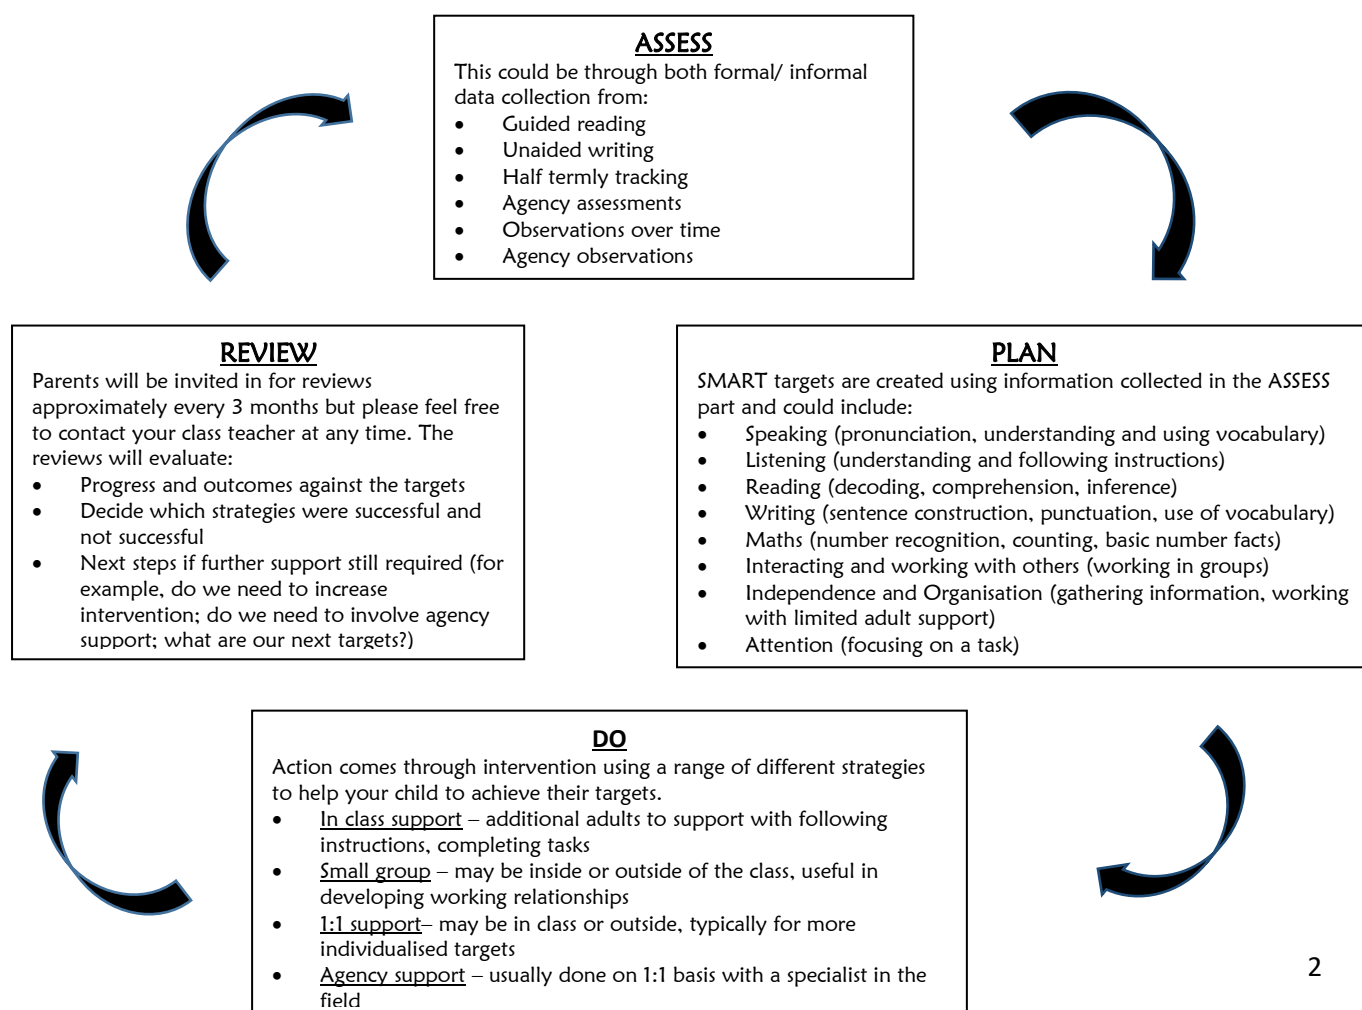 ASSESS
This could be through both formal/ informal
data collection from:
• Guided reading
• Unaided writing
• Half termly tracking
• Agency assessments
• Observations over time
• Agency observations
REVIEW
Parents will be invited in for reviews
approximately every 3 months but please feel free
to contact your class teacher at any time. The
reviews will evaluate:
• Progress and outcomes against the targets
• Decide which strategies were successful and
not successful
• Next steps if further support still required (for
example, do we need to increase
intervention; do we need to involve agency
support; what are our next targets?)
PLAN
SMART targets are created using information collected in the ASSESS
part and could include:
• Speaking (pronunciation, understanding and using vocabulary)
• Listening (understanding and following instructions)
• Reading (decoding, comprehension, inference)
• Writing (sentence construction, punctuation, use of vocabulary)
• Maths (number recognition, counting, basic number facts)
• Interacting and working with others (working in groups)
• Independence and Organisation (gathering information, working
with limited adult support)
• Attention (focusing on a task)
DO
Action comes through intervention using a range of different strategies
to help your child to achieve their targets.
• In class support – additional adults to support with following
instructions, completing tasks
• Small group – may be inside or outside of the class, useful in
developing working relationships
• 1:1 support– may be in class or outside, typically for more
individualised targets
• Agency support – usually done on 1:1 basis with a specialist in the
field
2